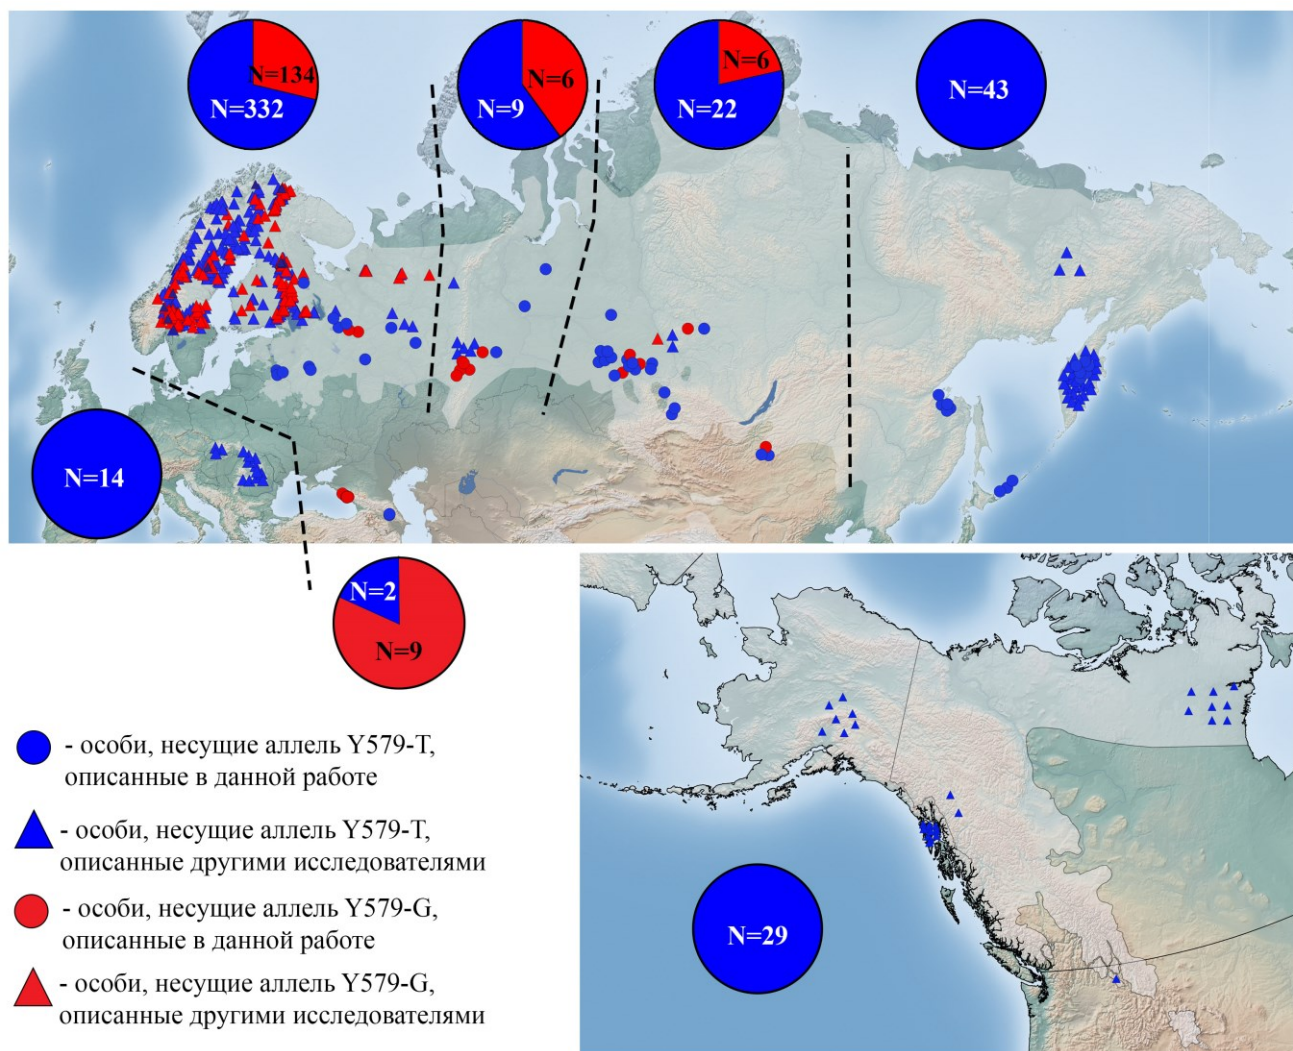 N=134
N=332
N=6
N=9
N=6
N=22
N=43
N=14
N=2
N=9
- особи, несущие аллель Y579-T,
описанные в данной работе
- особи, несущие аллель Y579-T,
описанные другими исследователями
- особи, несущие аллель Y579-G,
описанные в данной работе
- особи, несущие аллель Y579-G,
описанные другими исследователями
N=29